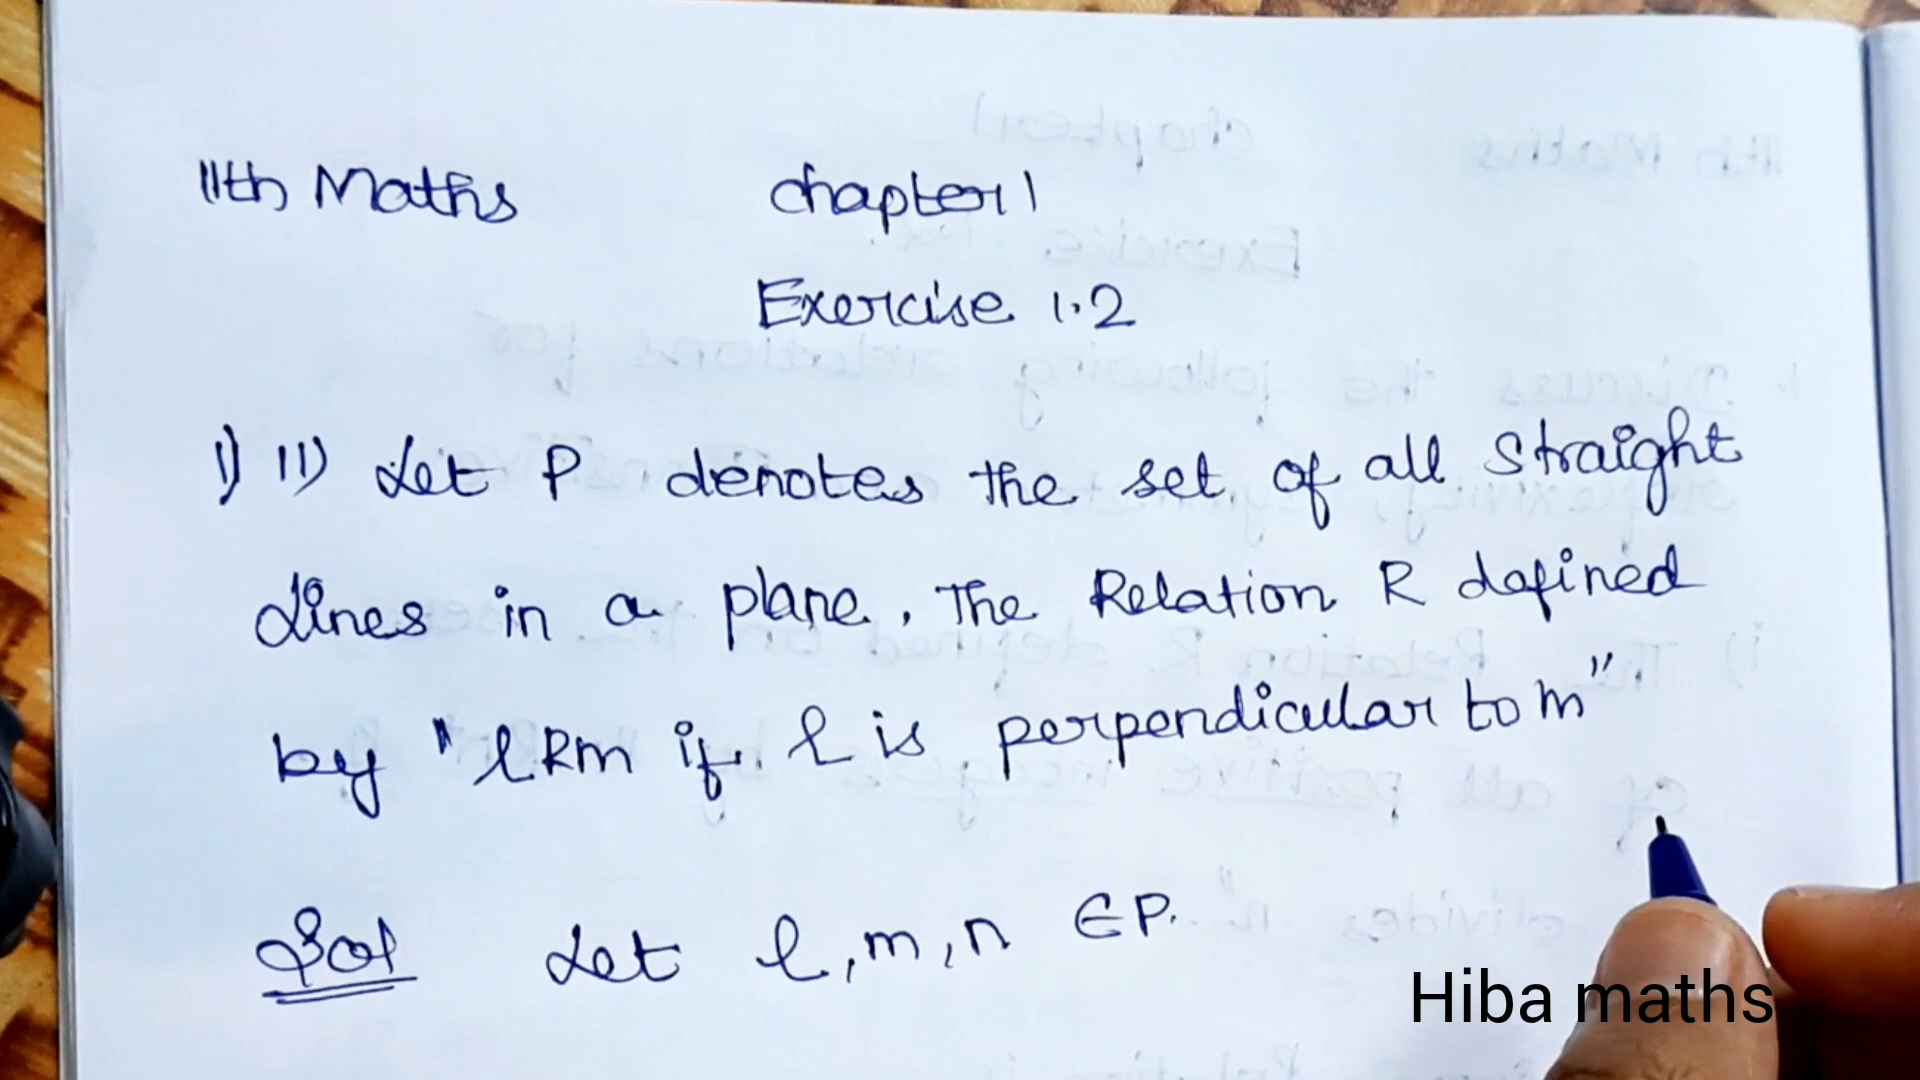 11th Maths chapter 1
Exercise 1.2
1) 11) Let P denotes the set of all straight
lines in a plane. The Relation R defined
by "lRm if l is perpendicular to m"
Sol Let l, m, n ∈ P.
Hiba maths